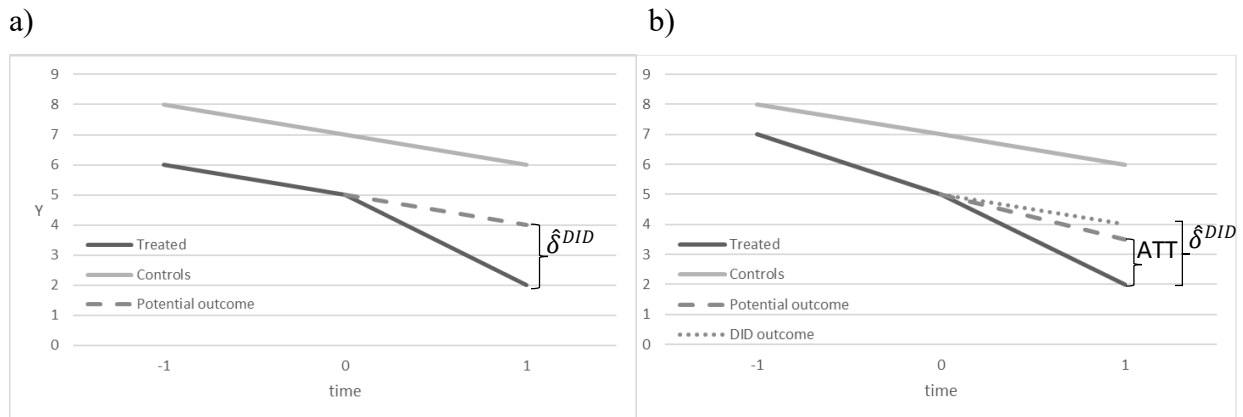 a)
9
8
7
6
5
Y
4
3
2
1
0
Treated
Controls
Potential outcome
δ̂^DID
-1
0
1
time
b)
9
8
7
6
5
4
3
2
1
0
Treated
Controls
Potential outcome
DID outcome
ATT
δ̂^DID
-1
0
1
time